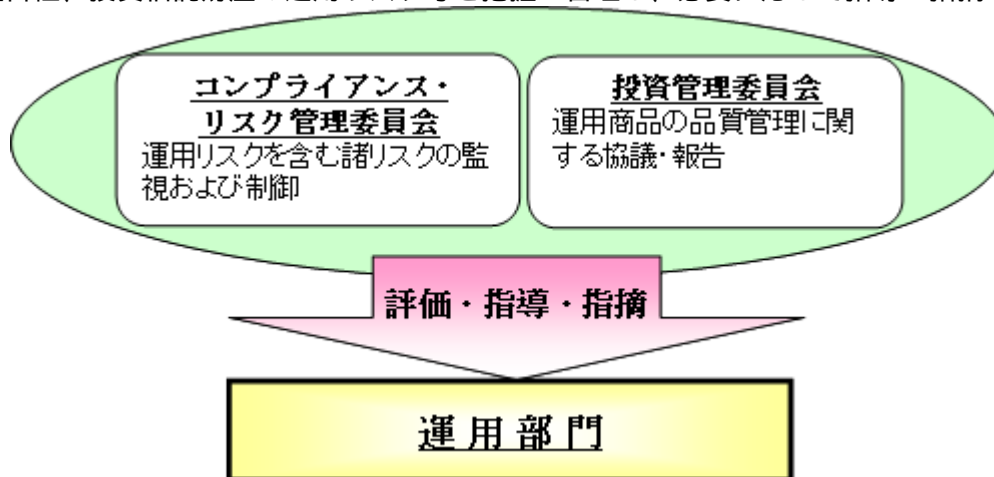 コンプライアンス・
リスク管理委員会
運用リスクを含む諸リスクの監
視および制御
投資管理委員会
運用商品の品質管理に関
する協議・報告
評価・指導・指摘
運用部門